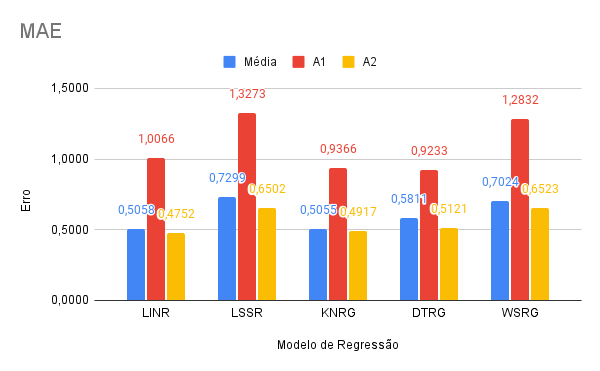 MAE
Média A1 A2
1,5000
1,0000
0,5000
0,0000
Erro
0,5058 1,0066 0,4752
0,7299 1,3273 0,6502
0,5055 0,9366 0,4917
0,5811 0,9233 0,5121
0,7024 1,2832 0,6523
LINR LSSR KNRG DTRG WSRG
Modelo de Regressão